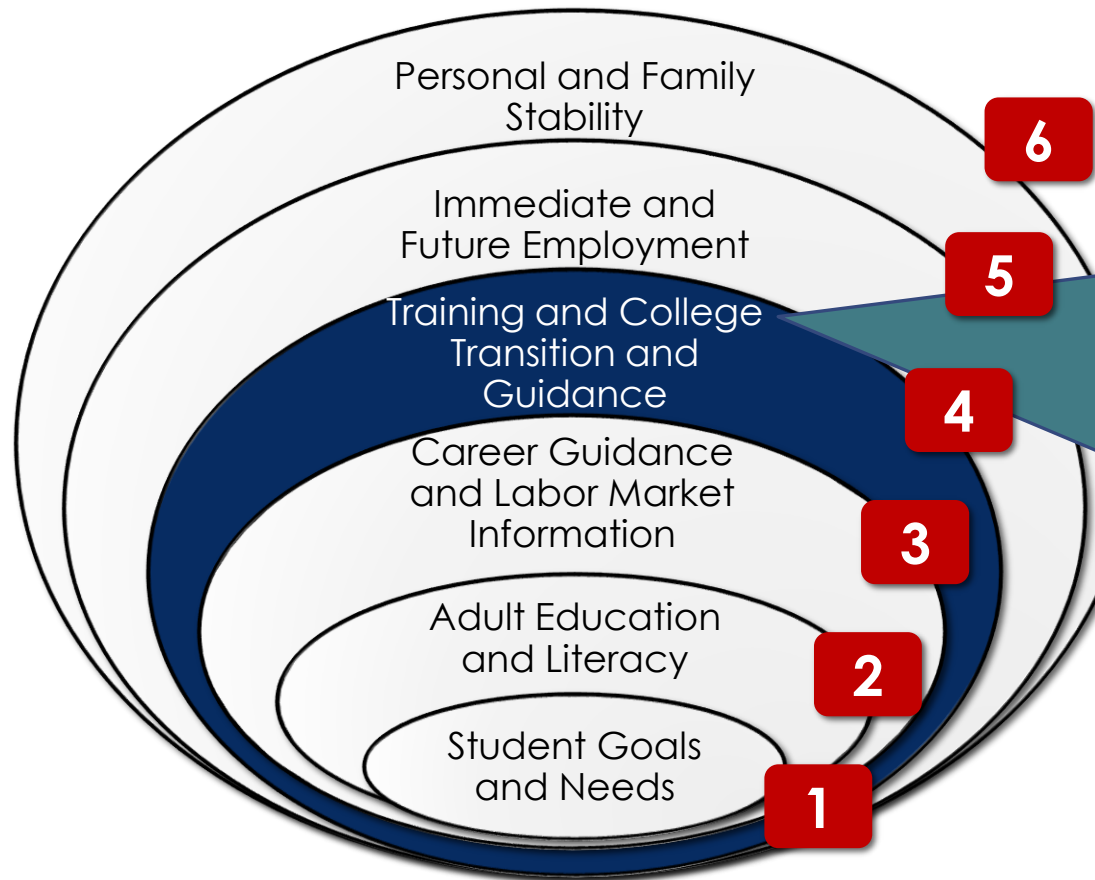 Personal and Family
Stability
6
Immediate and
Future Employment
5
Training and College
Transition and
Guidance
4
Career Guidance
and Labor Market
Information
3
Adult Education
and Literacy
2
Student Goals
and Needs
1